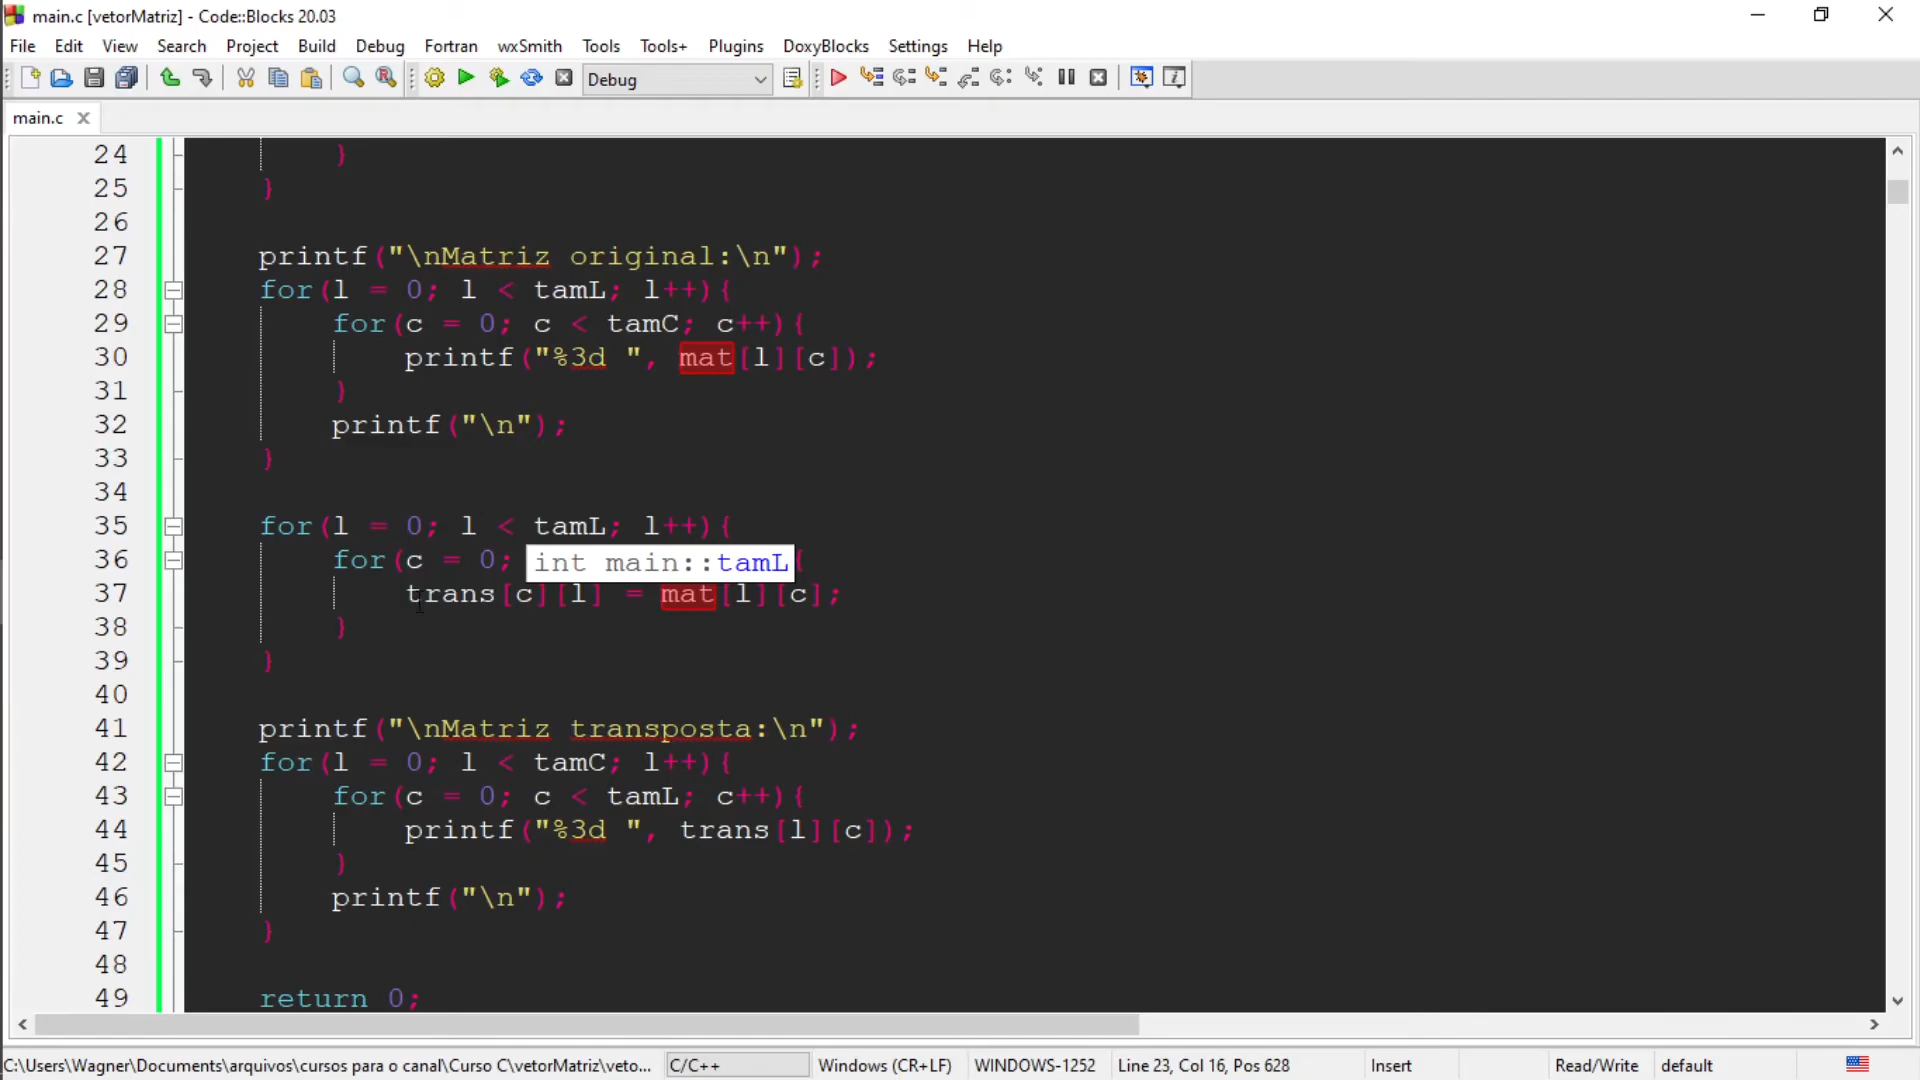 main.c [vetorMatriz] - Code::Blocks 20.03
File Edit View Search Project Build Debug Fortran wxSmith Tools Tools+ Plugins DoxyBlocks Settings Help
Debug
main.c
24 }
25 }
26
27 printf("\nMatriz original:\n");
28 for(l = 0; l < tamL; l++){
29 for(c = 0; c < tamC; c++){
30 printf("%3d ", mat[l][c]);
31 }
32 printf("\n");
33 }
34
35 for(l = 0; l < tamL; l++){
36 for(c = 0; int main::tamL {
37 trans[c][l] = mat[l][c];
38 }
39 }
40
41 printf("\nMatriz transposta:\n");
42 for(l = 0; l < tamC; l++){
43 for(c = 0; c < tamL; c++){
44 printf("%3d ", trans[l][c]);
45 }
46 printf("\n");
47 }
48
49 return 0;
C:\Users\Wagner\Documents\arquivos\cursos para o canal\Curso C\vetorMatriz\veto... C/C++ Windows (CR+LF) WINDOWS-1252 Line 23, Col 16, Pos 628 Insert Read/Write default